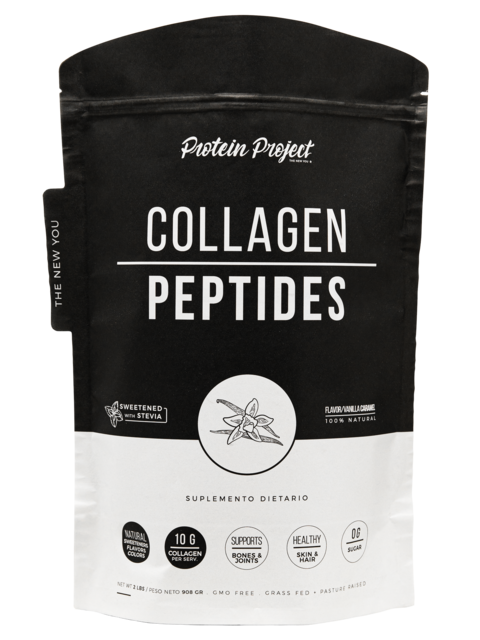 Protein Project
THE NEW YOU
COLLAGEN
PEPTIDES
THE NEW YOU
SWEETENED
WITH STEVIA
FLAVOR/VANILLA CARAMEL
100% NATURAL
SUPLEMENTO DIETARIO
NATURAL
SWEETENERS
FLAVORS
COLORS
10 G
COLLAGEN
PER SERV.
SUPPORTS
BONES &
JOINTS
HEALTHY
SKIN &
HAIR
0G
SUGAR
NET WT 2 LBS / PESO NETO 908 GR . GMO FREE . GRASS FED • PASTURE RAISED